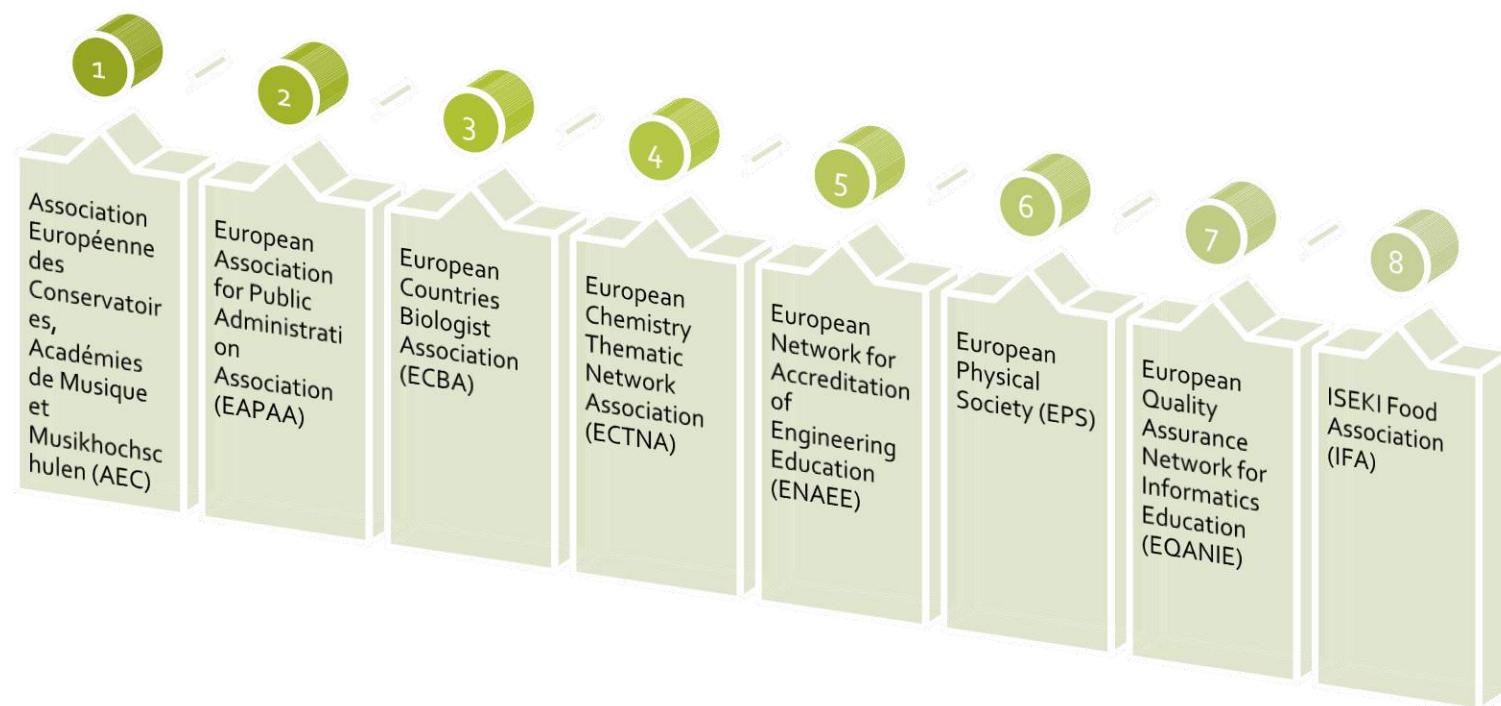 1
Association
Européenne
des
Conservatoir
es,
Académies
de Musique
et
Musikhochsc
hulen (AEC)
2
European
Association
for Public
Administrati
on
Association
(EAPAA)
3
European
Countries
Biologist
Association
(ECBA)
4
European
Chemistry
Thematic
Network
Association
(ECTNA)
5
European
Network for
Accreditation
of
Engineering
Education
(ENAEE)
6
European
Physical
Society (EPS)
7
European
Quality
Assurance
Network for
Informatics
Education
(EQANIE)
8
ISEKI Food
Association
(IFA)